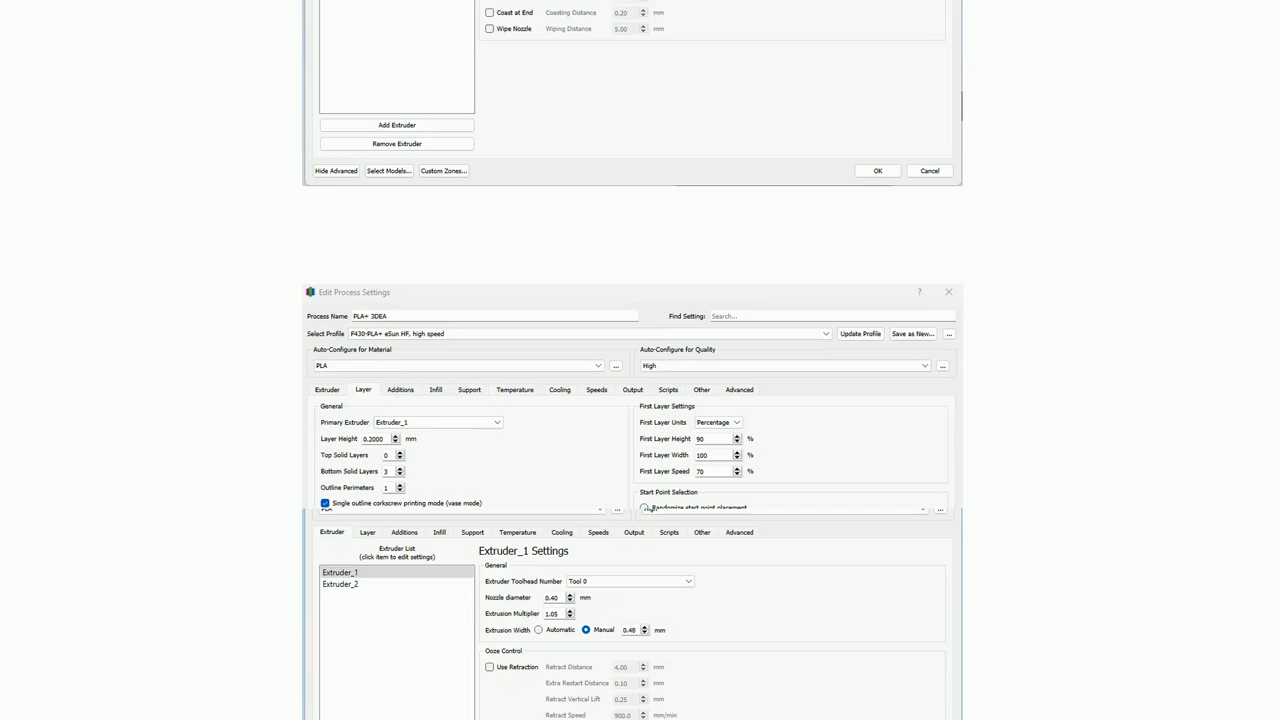 Coast at End Coasting Distance 0.20 mm
Wipe Nozzle Wiping Distance 5.00 mm
Add Extruder
Remove Extruder
Hide Advanced Select Models... Custom Zones... OK Cancel
Edit Process Settings ?
Process Name PLA+ 3DEA Find Setting: Search...
Select Profile F430-PLA+ eSun HF, high speed Update Profile Save as New... ...
Auto-Configure for Material Auto-Configure for Quality
PLA ... High ...
Extruder Layer Additions Infill Support Temperature Cooling Speeds Output Scripts Other Advanced
General First Layer Settings
Primary Extruder Extruder_1 First Layer Units Percentage
Layer Height 0.2000 mm First Layer Height 90 %
Top Solid Layers 0 First Layer Width 100 %
Bottom Solid Layers 3 First Layer Speed 70 %
Outline Perimeters 1 Start Point Selection
Single outline corkscrew printing mode (vase mode) Randomize start point placement
PLA ... ...
Extruder Layer Additions Infill Support Temperature Cooling Speeds Output Scripts Other Advanced
Extruder List
(click item to edit settings)
Extruder_1
Extruder_2
Extruder_1 Settings
General
Extruder Toolhead Number Tool 0
Nozzle diameter 0.40 mm
Extrusion Multiplier 1.05
Extrusion Width Automatic Manual 0.48 mm
Ooze Control
Use Retraction Retract Distance 4.00 mm
Extra Restart Distance 0.10 mm
Retract Vertical Lift 0.25 mm
Retract Speed 900.0 mm/min